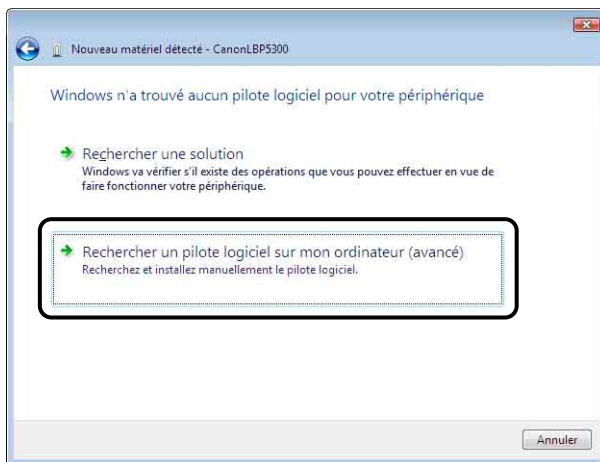 Nouveau matériel détecté - CanonLBP5300
Windows n'a trouvé aucun pilote logiciel pour votre périphérique
Rechercher une solution
Windows va vérifier s'il existe des opérations que vous pouvez effectuer en vue de
faire fonctionner votre périphérique.
Rechercher un pilote logiciel sur mon ordinateur (avancé)
Recherchez et installez manuellement le pilote logiciel.
Annuler